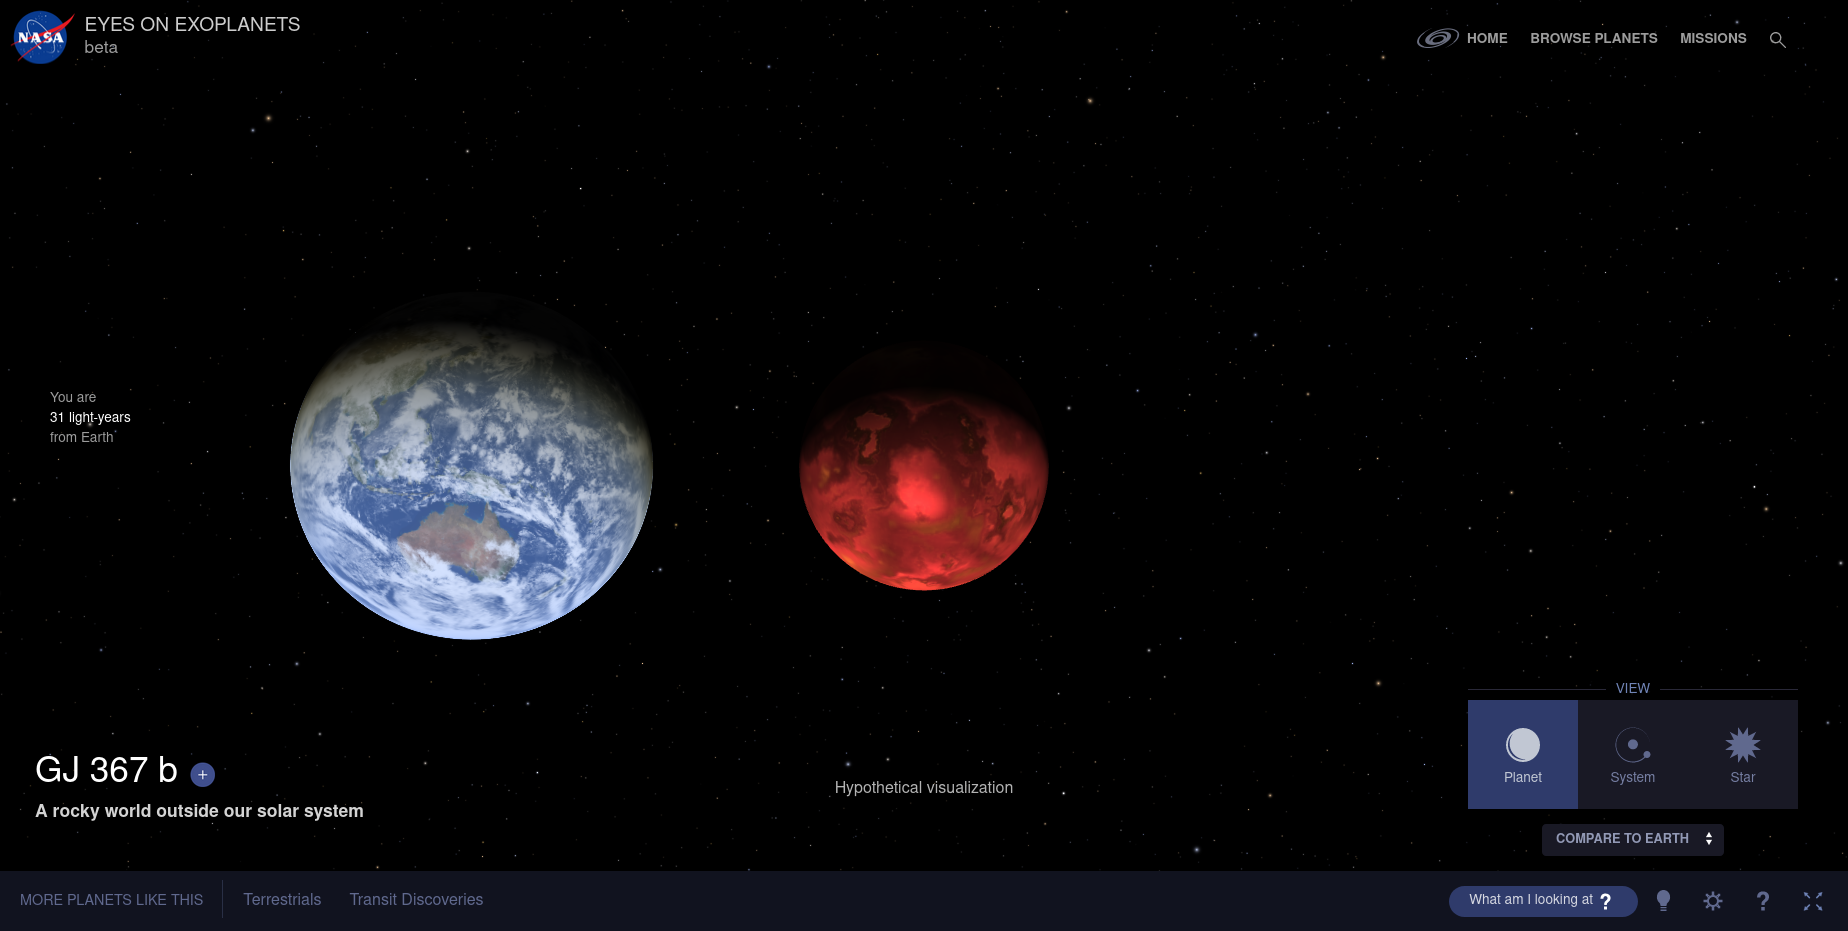 NASA
EYES ON EXOPLANETS
beta
HOME
BROWSE PLANETS
MISSIONS
You are
31 light-years
from Earth
GJ 367 b +
A rocky world outside our solar system
Hypothetical visualization
VIEW
Planet
System
Star
COMPARE TO EARTH
MORE PLANETS LIKE THIS
Terrestrials
Transit Discoveries
What am I looking at ?
?